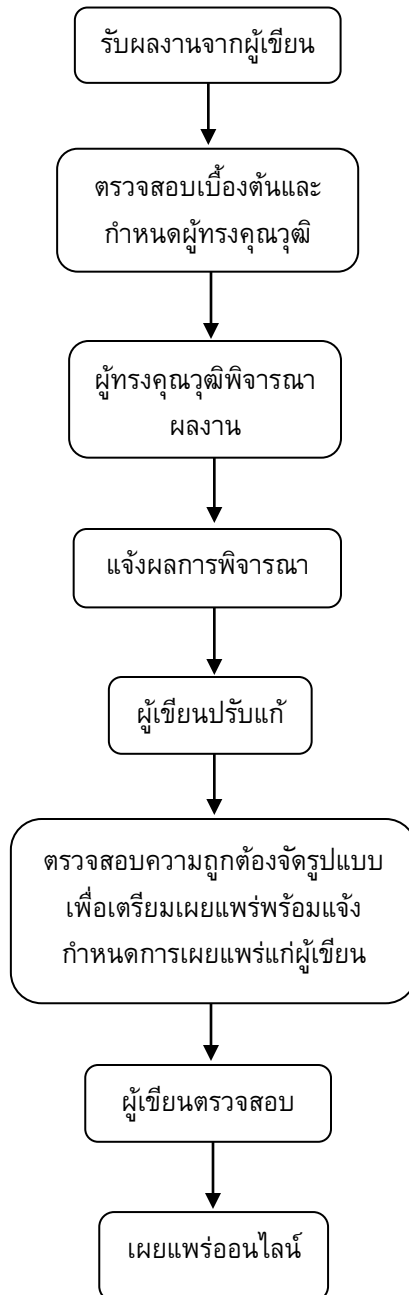 รับผลงานจากผู้เขียน
ตรวจสอบเบื้องต้นและ
กำหนดผู้ทรงคุณวุฒิ
ผู้ทรงคุณวุฒิพิจารณา
ผลงาน
แจ้งผลการพิจารณา
ผู้เขียนปรับแก้
ตรวจสอบความถูกต้องจัดรูปแบบ
เพื่อเตรียมเผยแพร่พร้อมแจ้ง
กำหนดการเผยแพร่แก่ผู้เขียน
ผู้เขียนตรวจสอบ
เผยแพร่ออนไลน์